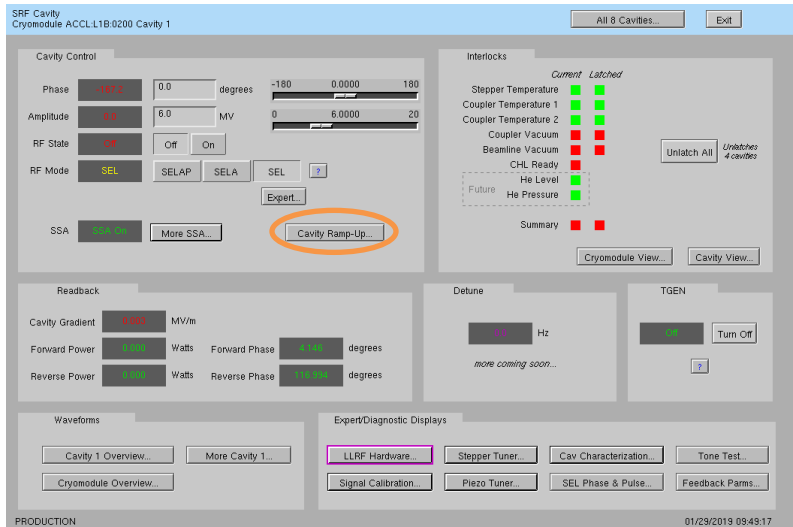 SRF Cavity
Cryomodule ACCL:L1B:0200 Cavity 1
All 8 Cavities...
Exit
Cavity Control
Phase
0.0
degrees
-180 0.0000 180
Amplitude
0.0
6.0
MV
0 6.0000 20
RF State
Off
Off
On
RF Mode
SEL
SELAP
SELA
SEL
?
Expert...
SSA
SSA On
More SSA...
Cavity Ramp-Up...
Interlocks
Current Latched
Stepper Temperature
Coupler Temperature 1
Coupler Temperature 2
Coupler Vacuum
Beamline Vacuum
CHL Ready
Future
He Level
He Pressure
Summary
Unlatch All
Unlatches
4 cavities
Cryomodule View...
Cavity View...
Readback
Cavity Gradient
MV/m
Forward Power
0.000
Watts
Forward Phase
4.146
degrees
Reverse Power
0.000
Watts
Reverse Phase
degrees
Detune
0.0
Hz
more coming soon...
TGEN
Off
Turn Off
?
Waveforms
Cavity 1 Overview...
More Cavity 1...
Cryomodule Overview...
Expert/Diagnostic Displays
LLRF Hardware...
Stepper Tuner...
Cav Characterization...
Tone Test...
Signal Calibration...
Piezo Tuner...
SEL Phase & Pulse...
Feedback Parms...
PRODUCTION
01/29/2019 09:49:17